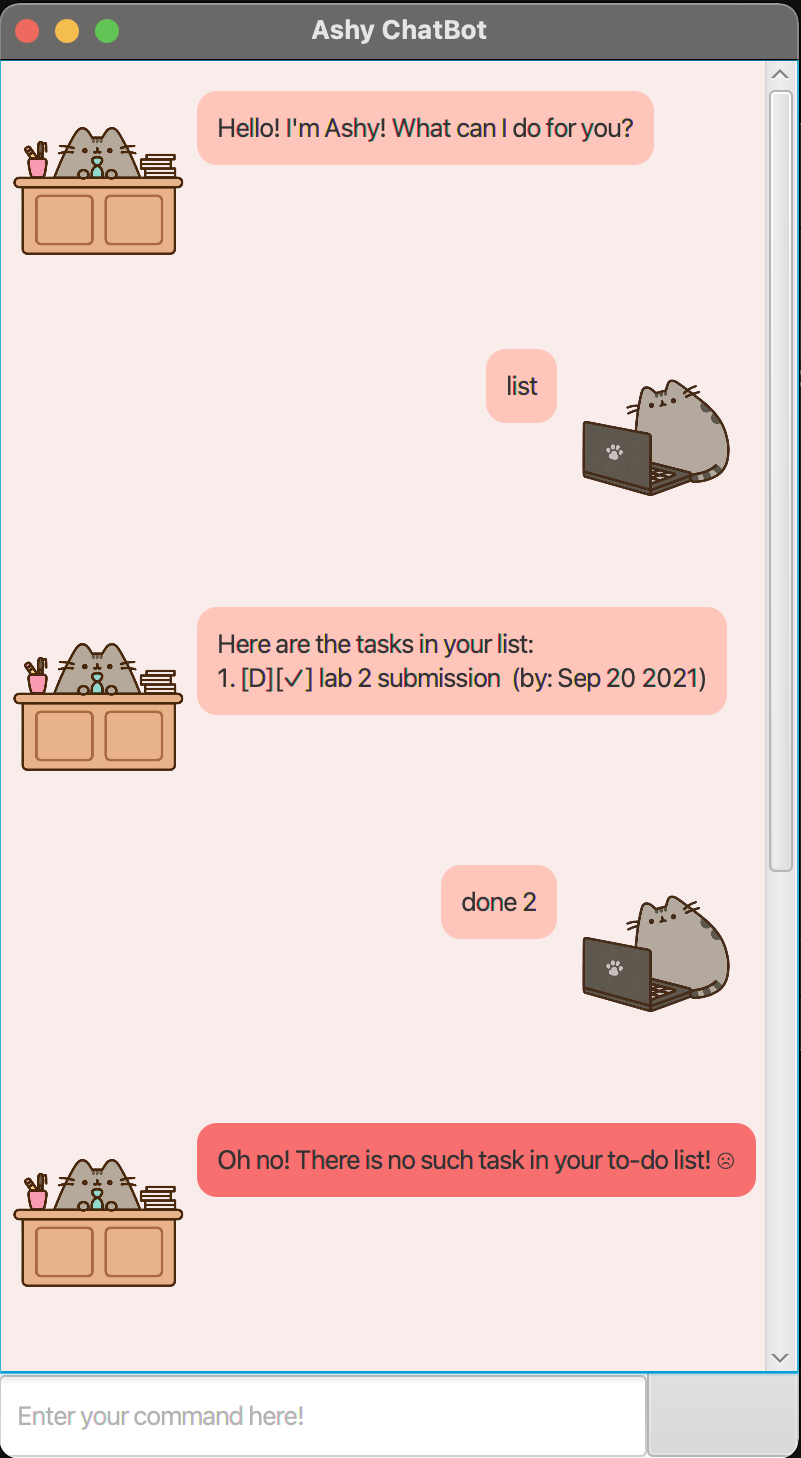 Ashy ChatBot
Hello! I'm Ashy! What can I do for you?
list
Here are the tasks in your list:
1. [D][✓] lab 2 submission  (by: Sep 20 2021)
done 2
Oh no! There is no such task in your to-do list! ☹
Enter your command here!